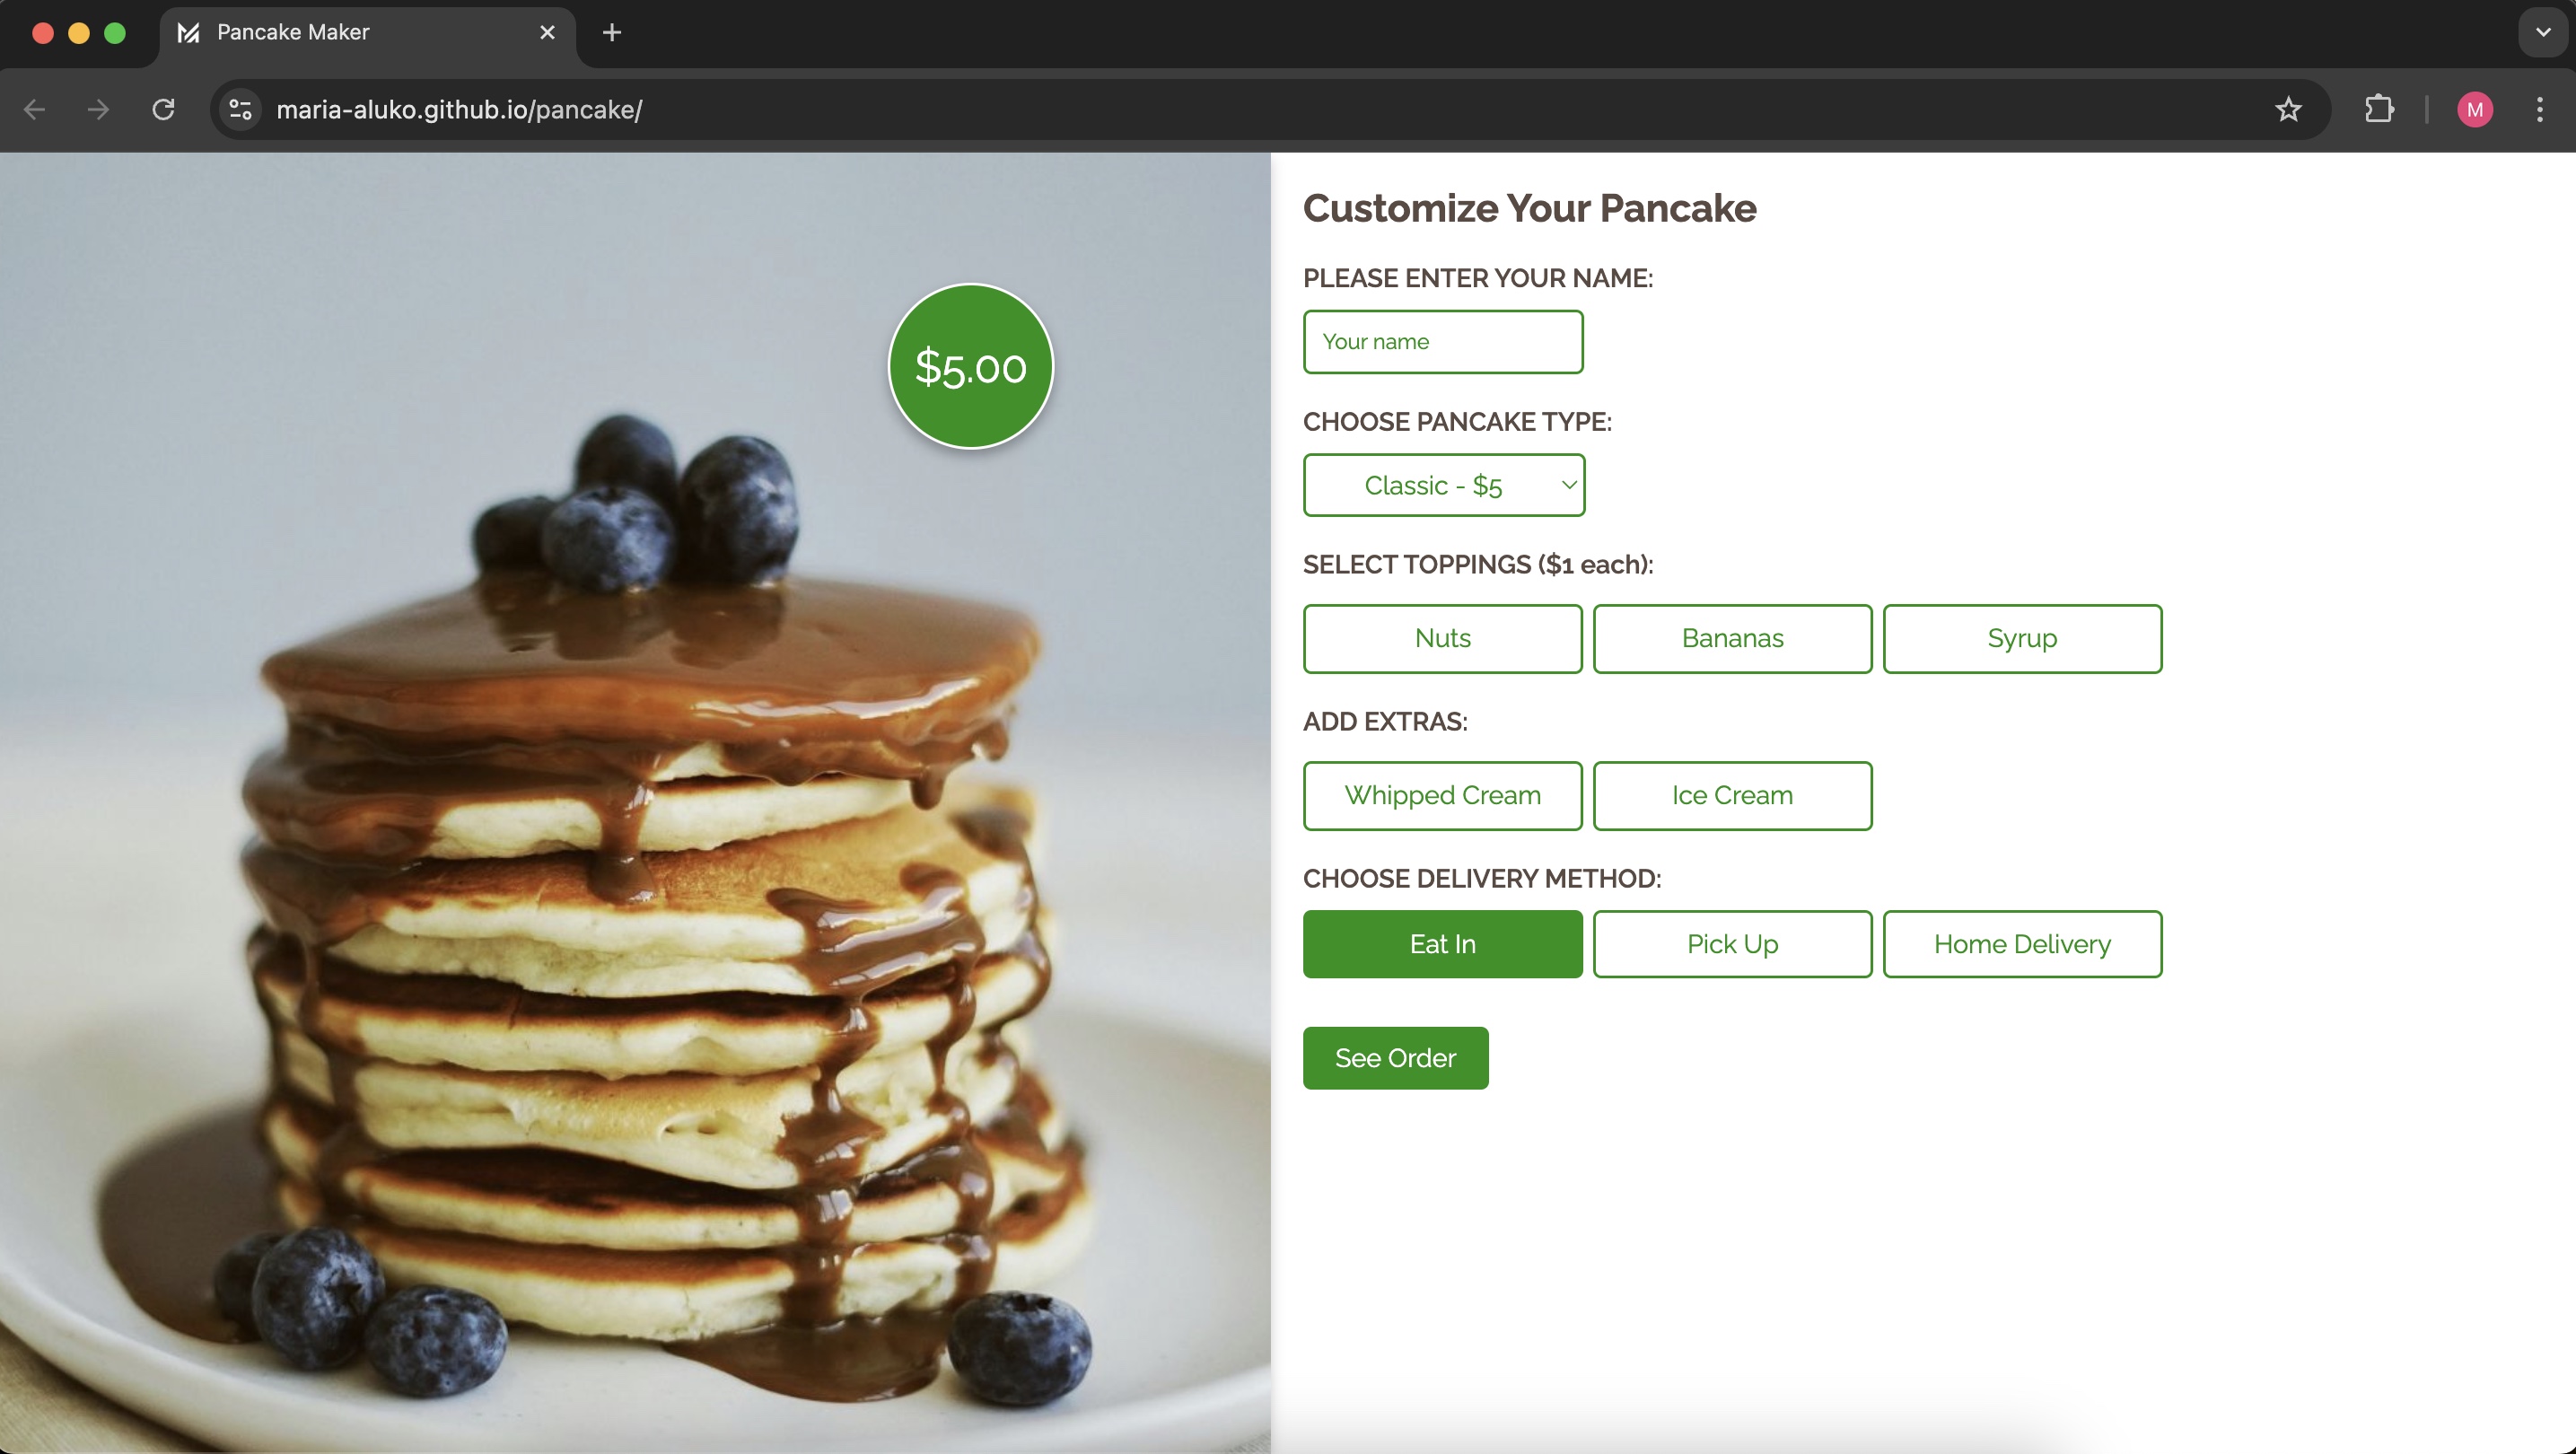 Pancake Maker
maria-aluko.github.io/pancake/
M
$5.00
Customize Your Pancake
PLEASE ENTER YOUR NAME:
Your name
CHOOSE PANCAKE TYPE:
Classic - $5
SELECT TOPPINGS ($1 each):
Nuts Bananas Syrup
ADD EXTRAS:
Whipped Cream Ice Cream
CHOOSE DELIVERY METHOD:
Eat In Pick Up Home Delivery
See Order